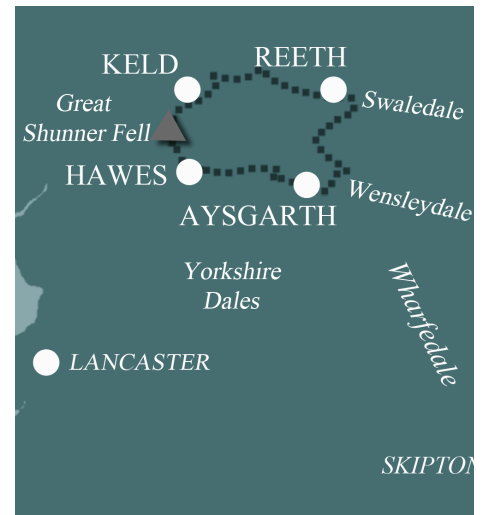 REETH
KELD
Great
Shunner Fell
Swaledale
HAWES
AYSGARTH
Wensleydale
Yorkshire
Dales
Wharfedale
LANCASTER
SKIPTON